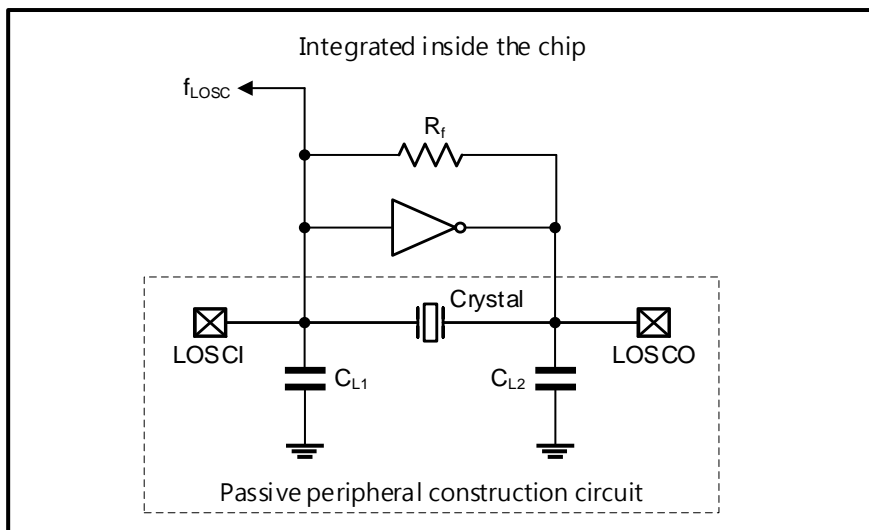 Integrated inside the chip
fLOSC
Rf
Crystal
LOSCI
LOSCO
CL1
CL2
Passive peripheral construction circuit